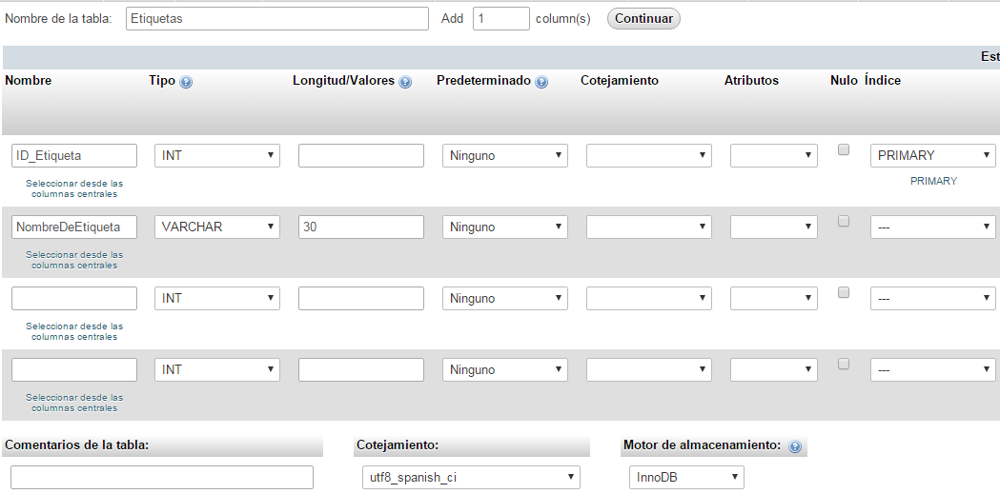 Nombre de la tabla: Etiquetas Add 1 column(s) Continuar
Est
Nombre Tipo Longitud/Valores Predeterminado Cotejamiento Atributos Nulo Índice
ID_Etiqueta INT Ninguno PRIMARY
Seleccionar desde las PRIMARY
columnas centrales
NombreDeEtiqueta VARCHAR 30 Ninguno ---
Seleccionar desde las
columnas centrales
INT Ninguno ---
Seleccionar desde las
columnas centrales
INT Ninguno ---
Seleccionar desde las
columnas centrales
Comentarios de la tabla: Cotejamiento: Motor de almacenamiento:
utf8_spanish_ci InnoDB